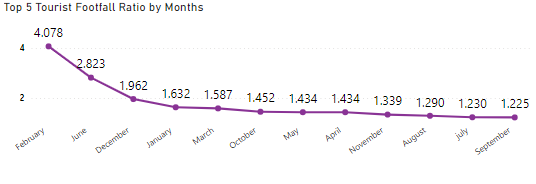 Top 5 Tourist Footfall Ratio by Months
4.078
2.823
1.962
1.632
1.587
1.452
1.434
1.434
1.339
1.290
1.230
1.225
4
2
February
June
December
January
March
October
May
April
November
August
July
September